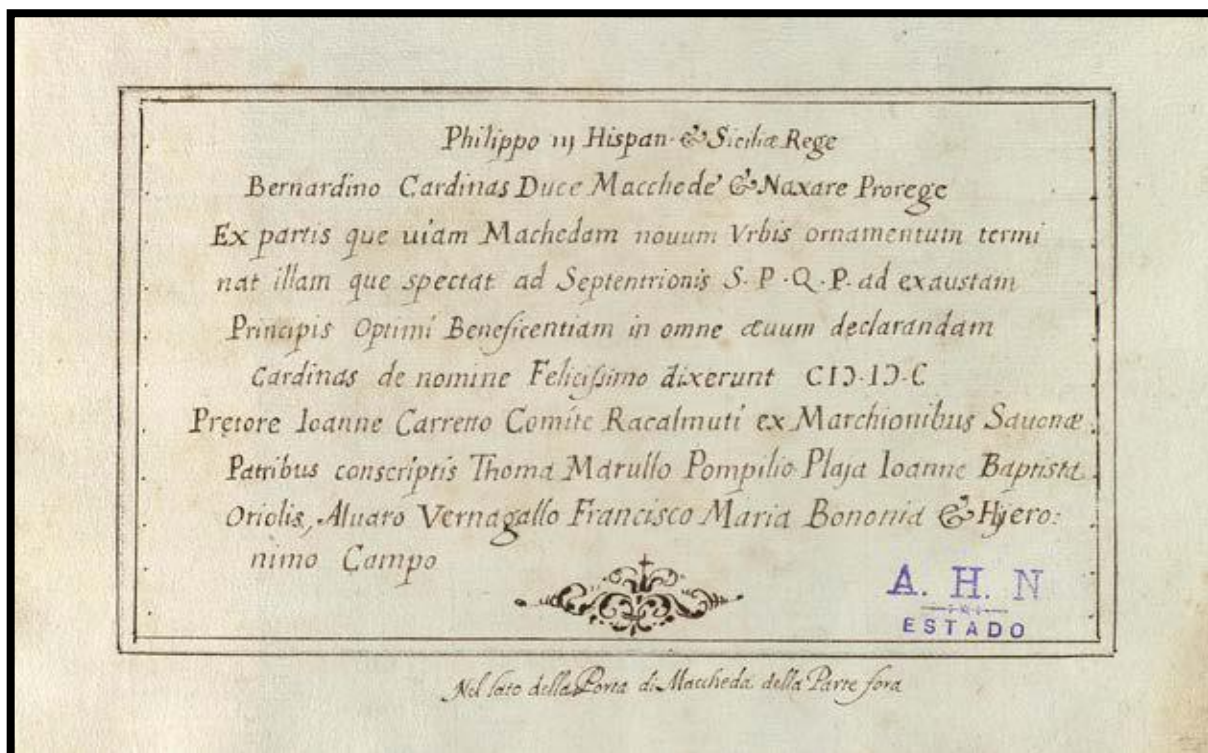 Philippo iij Hispan. & Siciliæ Rege
Bernardino Cardinas Duce Macchede' & Naxare Prorege
Ex partis que uiam Machedam nouum Vrbis ornamentum termi
nat illam que spectat ad Septentrionis S. P. Q. P. ad exaustam
Principis Optimi Beneficentiam in omne æuum declarandam
Cardinas de nomine Felicissimo dixerunt CIƆ.IƆ.C
Pretore Ioanne Carreno Comite Racalmuti ex Marchionibus Sauonæ
Patribus conscriptis Thoma Marullo Pompilio Plaja Ioanne Baptista
Oriolis, Aluaro Vernagallo Francisco Maria Bononia & Hjero:
nimo Campo
A. H. N
ESTADO
Nel lato della Porta di Maccheda della Parte fora